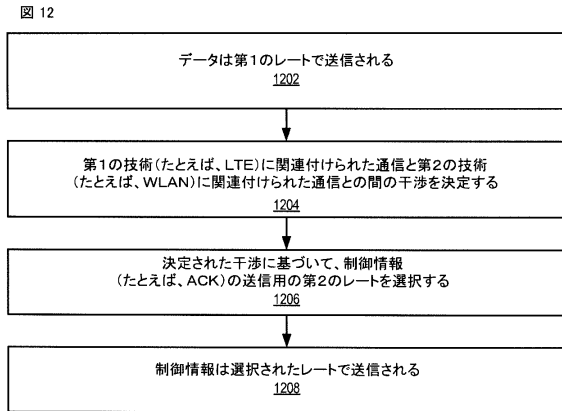 図 12
データは第1のレートで送信される
1202
第1の技術(たとえば、LTE)に関連付けられた通信と第2の技術
(たとえば、WLAN)に関連付けられた通信との間の干渉を決定する
1204
決定された干渉に基づいて、制御情報
(たとえば、ACK)の送信用の第2のレートを選択する
1206
制御情報は選択されたレートで送信される
1208